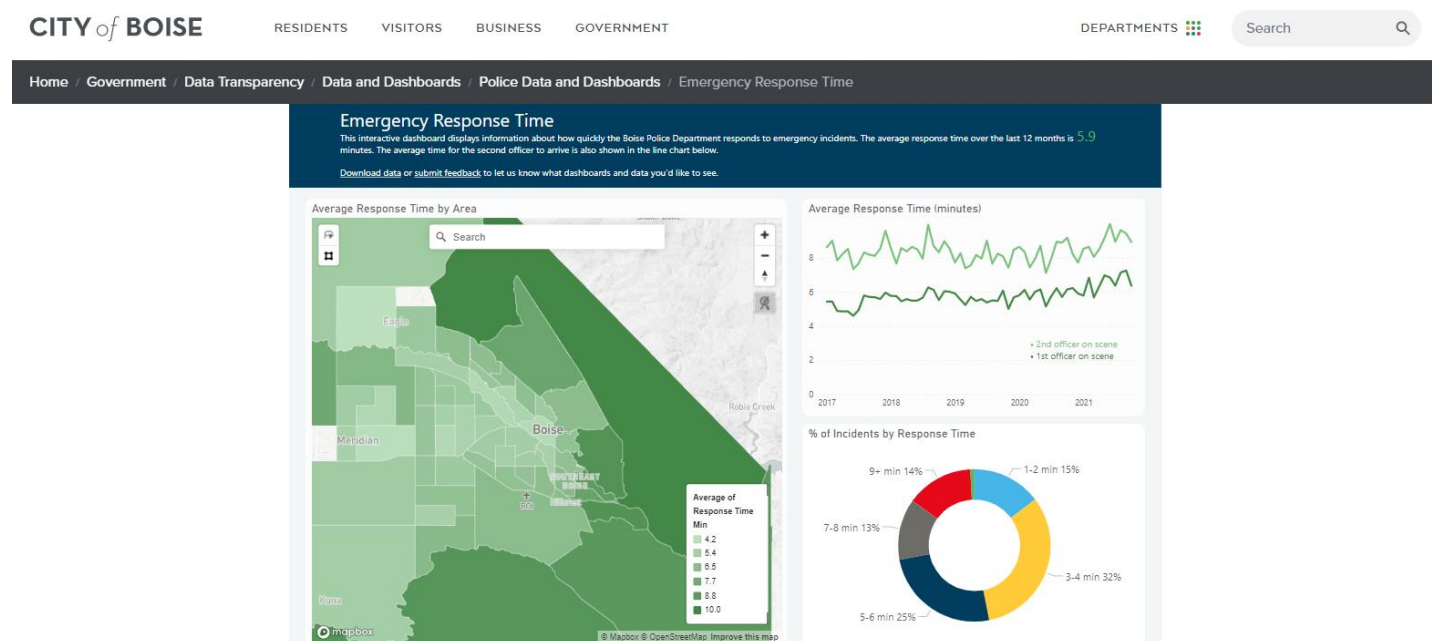 CITY of BOISE
RESIDENTS
VISITORS
BUSINESS
GOVERNMENT
DEPARTMENTS
Search
Home / Government / Data Transparency / Data and Dashboards / Police Data and Dashboards / Emergency Response Time
Emergency Response Time
This interactive dashboard displays information about how quickly the Boise Police Department responds to emergency incidents. The average response time over the last 12 months is 5.9
minutes. The average time for the second officer to arrive is also shown in the line chart below.
Download data or submit feedback to let us know what dashboards and data you'd like to see.
Average Response Time by Area
Search
Eagle
Robie Creek
Boise
Meridian
SOUTHEAST
BOISE
BOI
Kuna
Average of
Response Time
Min
4.2
5.4
6.5
7.7
8.8
10.0
mapbox
© Mapbox © OpenStreetMap Improve this map
Average Response Time (minutes)
8
6
4
2
0
• 2nd officer on scene
• 1st officer on scene
2017
2018
2019
2020
2021
% of Incidents by Response Time
9+ min 14%
1-2 min 15%
7-8 min 13%
3-4 min 32%
5-6 min 25%